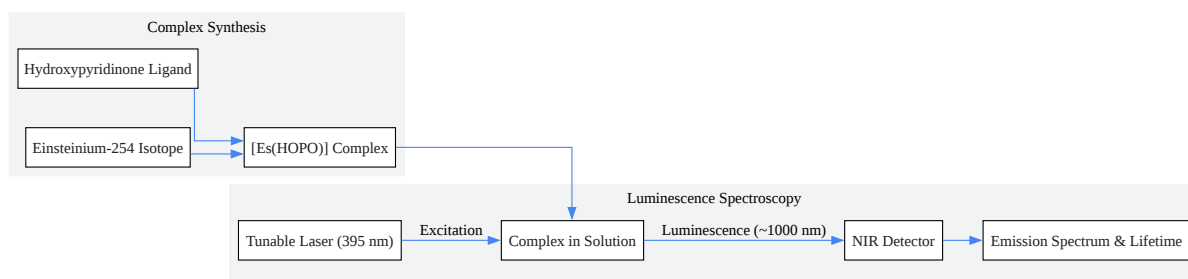 Complex Synthesis
Hydroxypyridinone Ligand
Einsteinium-254 Isotope
[Es(HOPO)] Complex
Luminescence Spectroscopy
Tunable Laser (395 nm)
Excitation
Complex in Solution
Luminescence (~1000 nm)
NIR Detector
Emission Spectrum & Lifetime